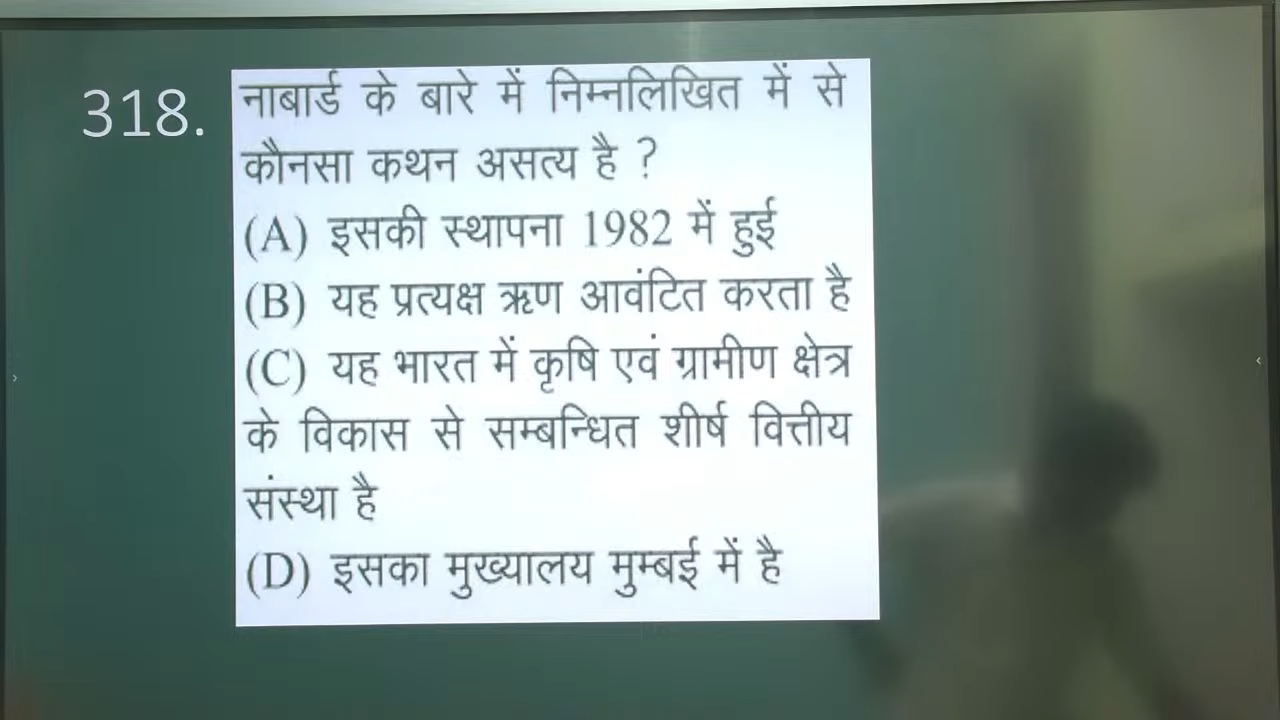 318.
नाबार्ड के बारे में निम्नलिखित में से
कौनसा कथन असत्य है ?
(A) इसकी स्थापना 1982 में हुई
(B) यह प्रत्यक्ष ऋण आवंटित करता है
(C) यह भारत में कृषि एवं ग्रामीण क्षेत्र
के विकास से सम्बन्धित शीर्ष वित्तीय
संस्था है
(D) इसका मुख्यालय मुम्बई में है